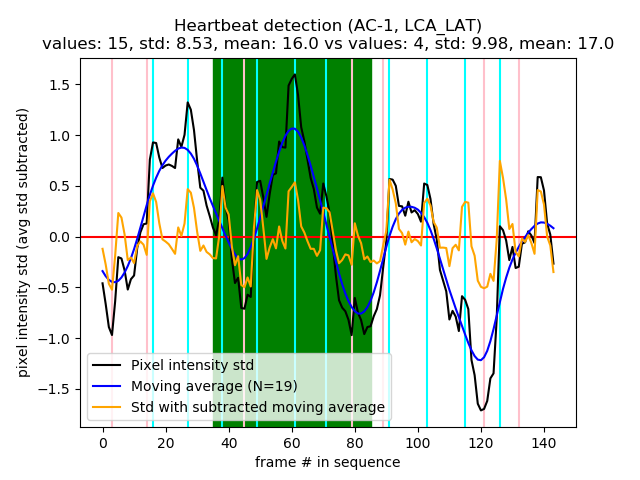 Heartbeat detection (AC-1, LCA_LAT)
values: 15, std: 8.53, mean: 16.0 vs values: 4, std: 9.98, mean: 17.0
pixel intensity std (avg std subtracted)
1.5
1.0
0.5
0.0
−0.5
−1.0
−1.5
Pixel intensity std
Moving average (N=19)
Std with subtracted moving average
0 20 40 60 80 100 120 140
frame # in sequence